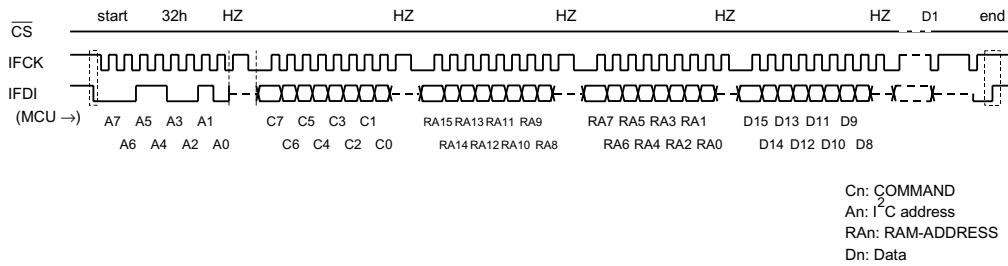 start 32h HZ HZ HZ HZ HZ D1 end
CS
IFCK
IFDI
(MCU →)
A7 A5 A3 A1 C7 C5 C3 C1 RA15 RA13 RA11 RA9 RA7 RA5 RA3 RA1 D15 D13 D11 D9
A6 A4 A2 A0 C6 C4 C2 C0 RA14 RA12 RA10 RA8 RA6 RA4 RA2 RA0 D14 D12 D10 D8
Cn: COMMAND
An: I²C address
RAn: RAM-ADDRESS
Dn: Data